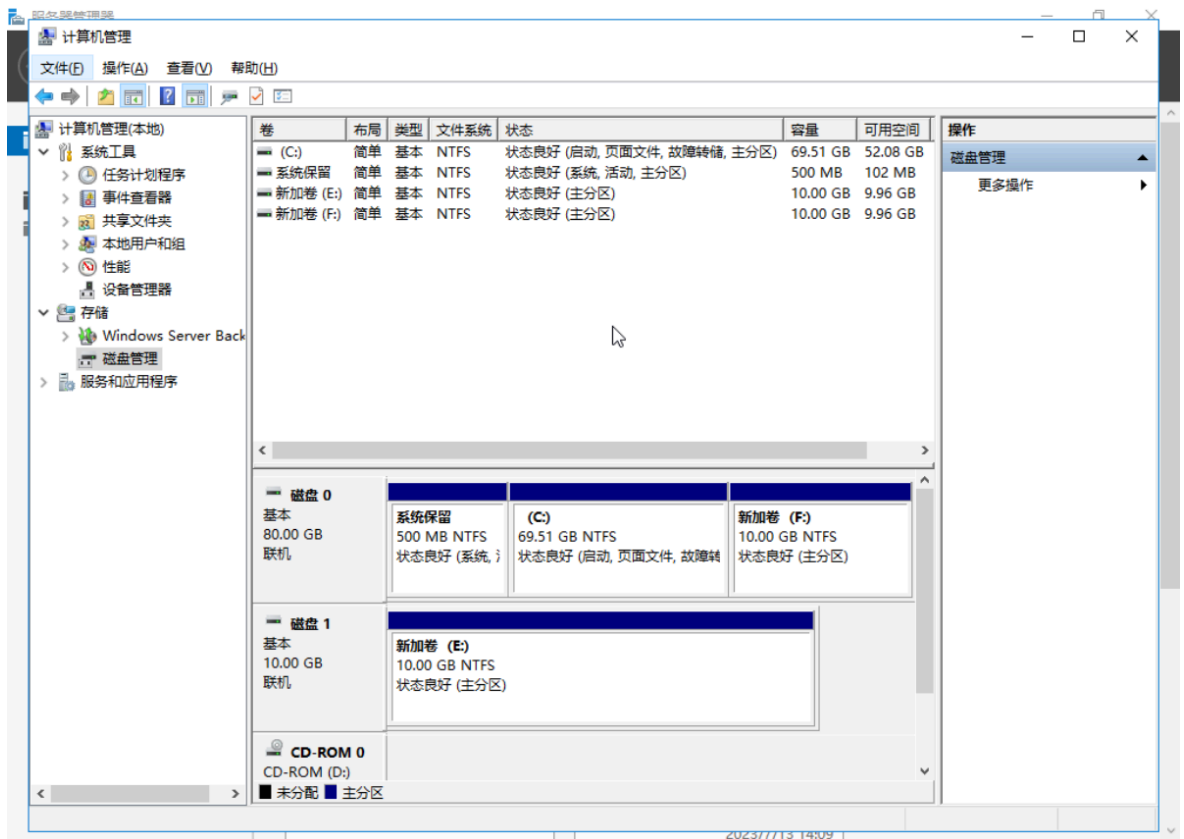 服务器管理器
计算机管理
文件(F) 操作(A) 查看(V) 帮助(H)
计算机管理(本地)
系统工具
任务计划程序
事件查看器
共享文件夹
本地用户和组
性能
设备管理器
存储
Windows Server Back
磁盘管理
服务和应用程序
卷 布局 类型 文件系统 状态 容量 可用空间
(C:) 简单 基本 NTFS 状态良好 (启动, 页面文件, 故障转储, 主分区) 69.51 GB 52.08 GB
系统保留 简单 基本 NTFS 状态良好 (系统, 活动, 主分区) 500 MB 102 MB
新加卷 (E:) 简单 基本 NTFS 状态良好 (主分区) 10.00 GB 9.96 GB
新加卷 (F:) 简单 基本 NTFS 状态良好 (主分区) 10.00 GB 9.96 GB
操作
磁盘管理
更多操作
磁盘 0
基本
80.00 GB
联机
系统保留
500 MB NTFS
状态良好 (系统,
(C:)
69.51 GB NTFS
状态良好 (启动, 页面文件, 故障转
新加卷 (F:)
10.00 GB NTFS
状态良好 (主分区)
磁盘 1
基本
10.00 GB
联机
新加卷 (E:)
10.00 GB NTFS
状态良好 (主分区)
CD-ROM 0
CD-ROM (D:)
未分配 主分区
2023/7/13 14:09